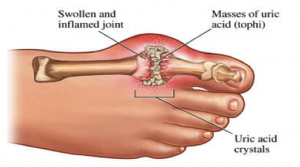 Swollen and
inflamed joint
Masses of uric
acid (tophi)
Uric acid
crystals